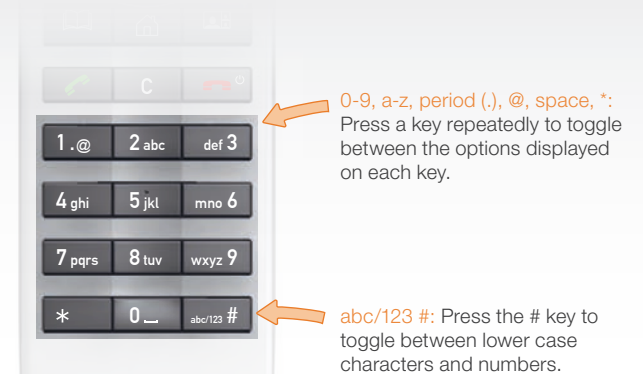 C
1 . @ 2 abc def 3
4 ghi 5 jkl mno 6
7 pqrs 8 tuv wxyz 9
* 0 ⎵ abc/123 #
0-9, a-z, period (.), @, space, *:
Press a key repeatedly to toggle
between the options displayed
on each key.
abc/123 #: Press the # key to
toggle between lower case
characters and numbers.